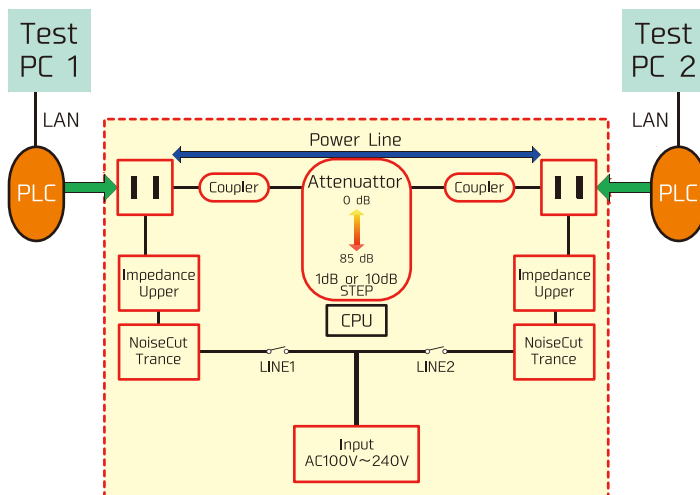 Test
PC 1
Test
PC 2
LAN
LAN
Power Line
PLC
Coupler
Attenuattor
0 dB
85 dB
1dB or 10dB
STEP
Coupler
PLC
Impedance
Upper
Impedance
Upper
CPU
NoiseCut
Trance
NoiseCut
Trance
LINE1
LINE2
Input
AC100V～240V